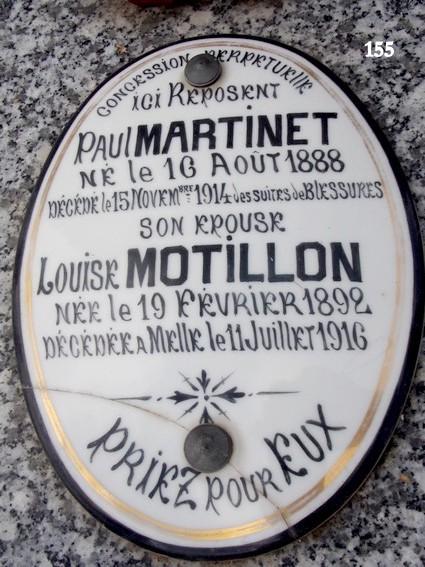 155
CONCESSION PERPETUELLE
ici REPOSENT
PAUL MARTINET
NÉ le 16 AOÛT 1888
DÉCÉDÉ le 15 NOVEMBRE 1914 des suites de BLESSURES
SON EPOUSE
LOUISE MOTILLON
NÉE le 19 FÉVRIER 1892
DÉCÉDÉE A MELLE le 11 JUILLET 1916
PRIEZ POUR EUX